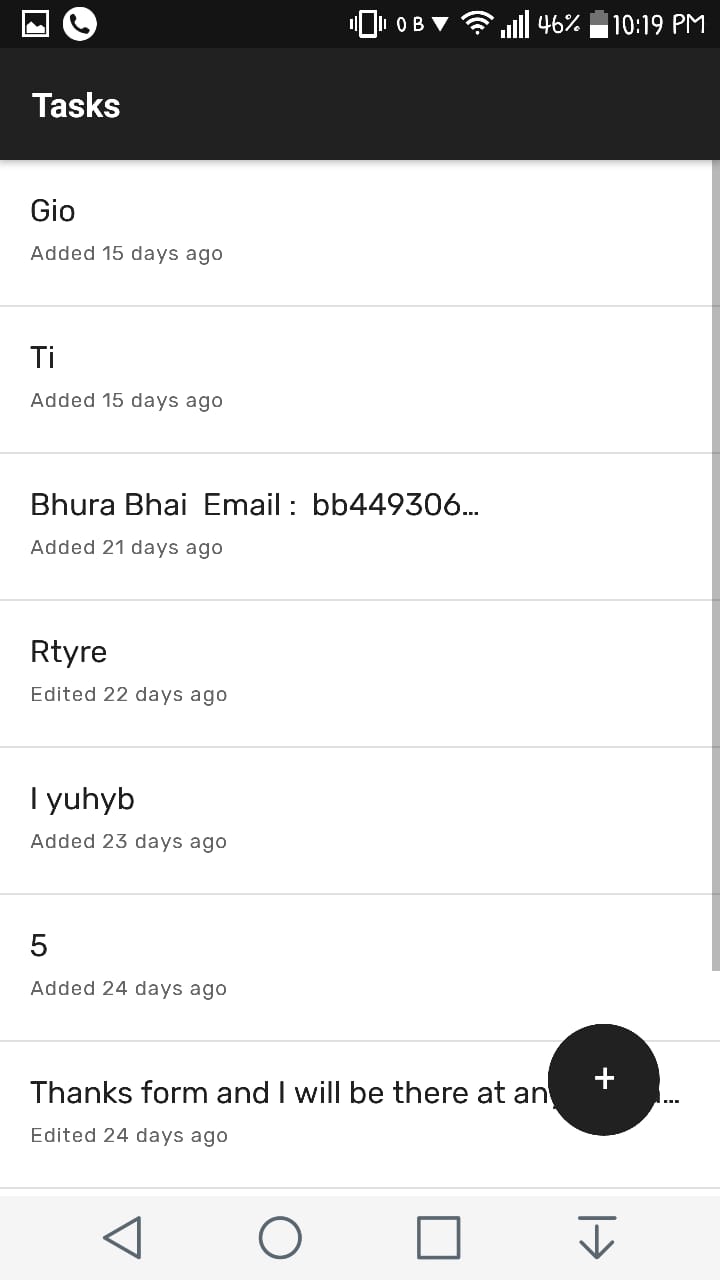 0 B 46% 10:19 PM
Tasks
Gio
Added 15 days ago
Ti
Added 15 days ago
Bhura Bhai  Email :  bb449306...
Added 21 days ago
Rtyre
Edited 22 days ago
I yuhyb
Added 23 days ago
5
Added 24 days ago
Thanks form and I will be there at ...
Edited 24 days ago